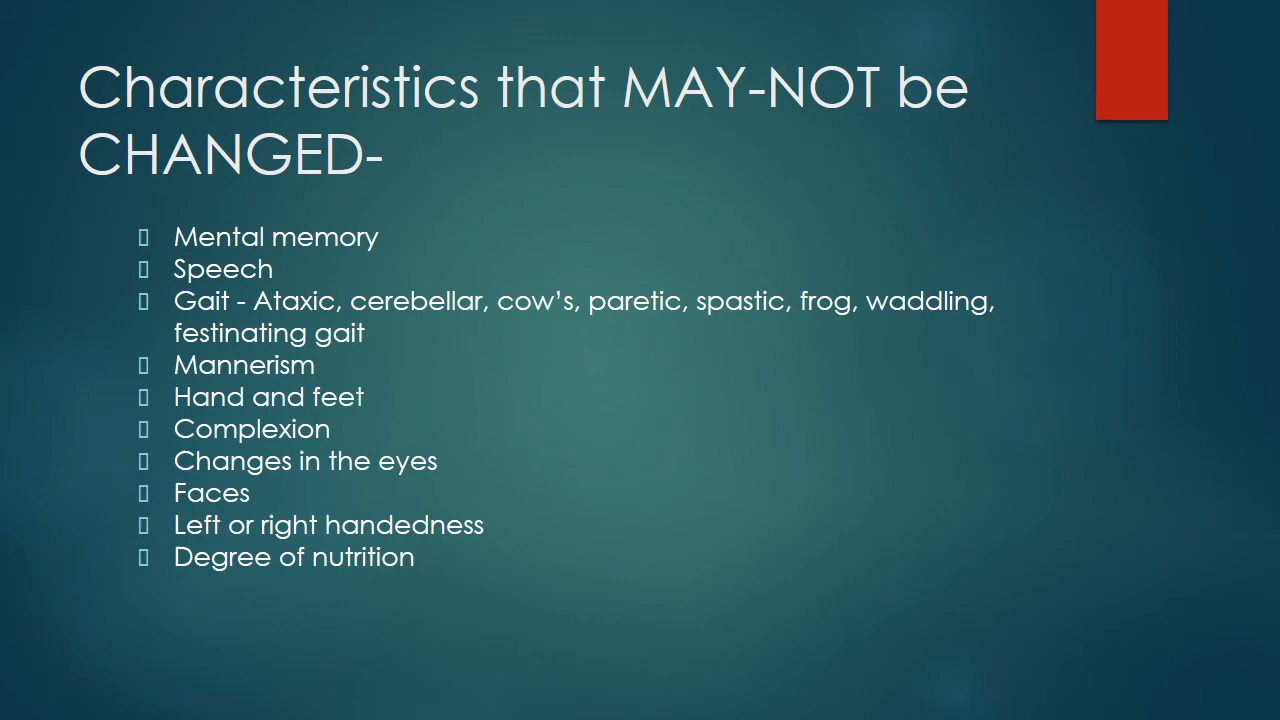 Characteristics that MAY-NOT be
CHANGED-
Mental memory
Speech
Gait - Ataxic, cerebellar, cow's, paretic, spastic, frog, waddling,
festinating gait
Mannerism
Hand and feet
Complexion
Changes in the eyes
Faces
Left or right handedness
Degree of nutrition